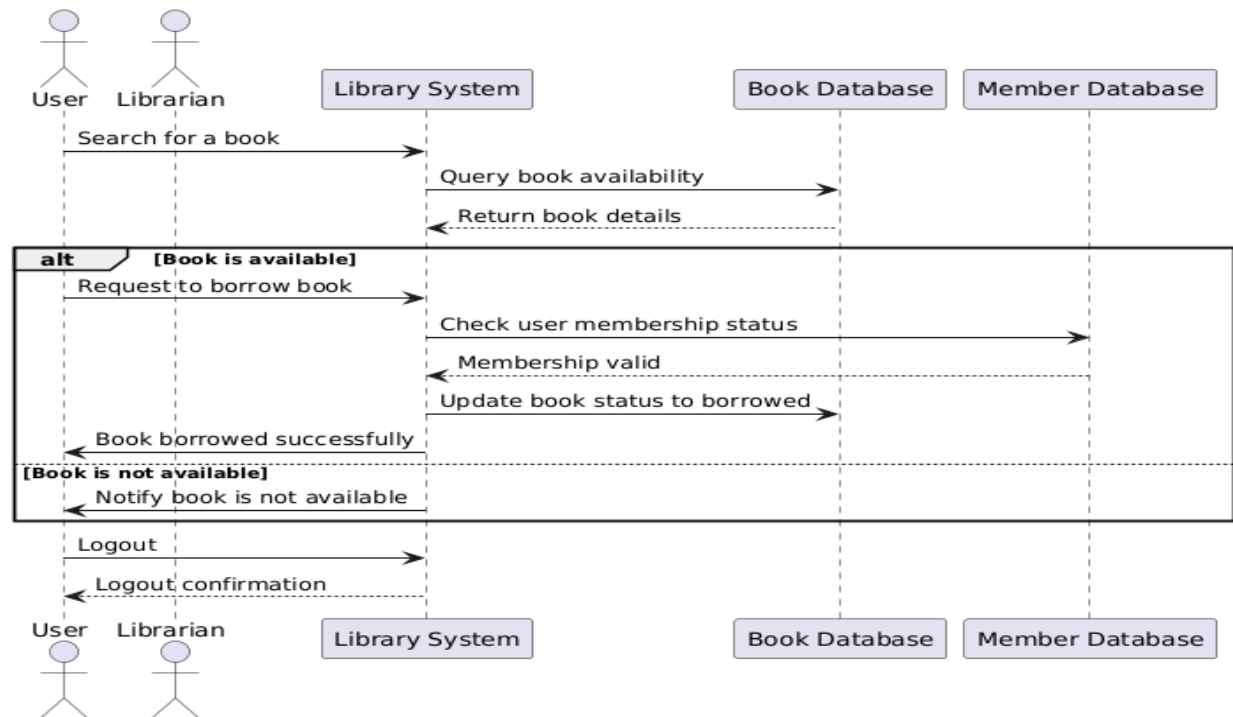 User Librarian Library System Book Database Member Database
Search for a book
Query book availability
Return book details
alt [Book is available]
Request to borrow book
Check user membership status
Membership valid
Update book status to borrowed
Book borrowed successfully
[Book is not available]
Notify book is not available
Logout
Logout confirmation
User Librarian Library System Book Database Member Database